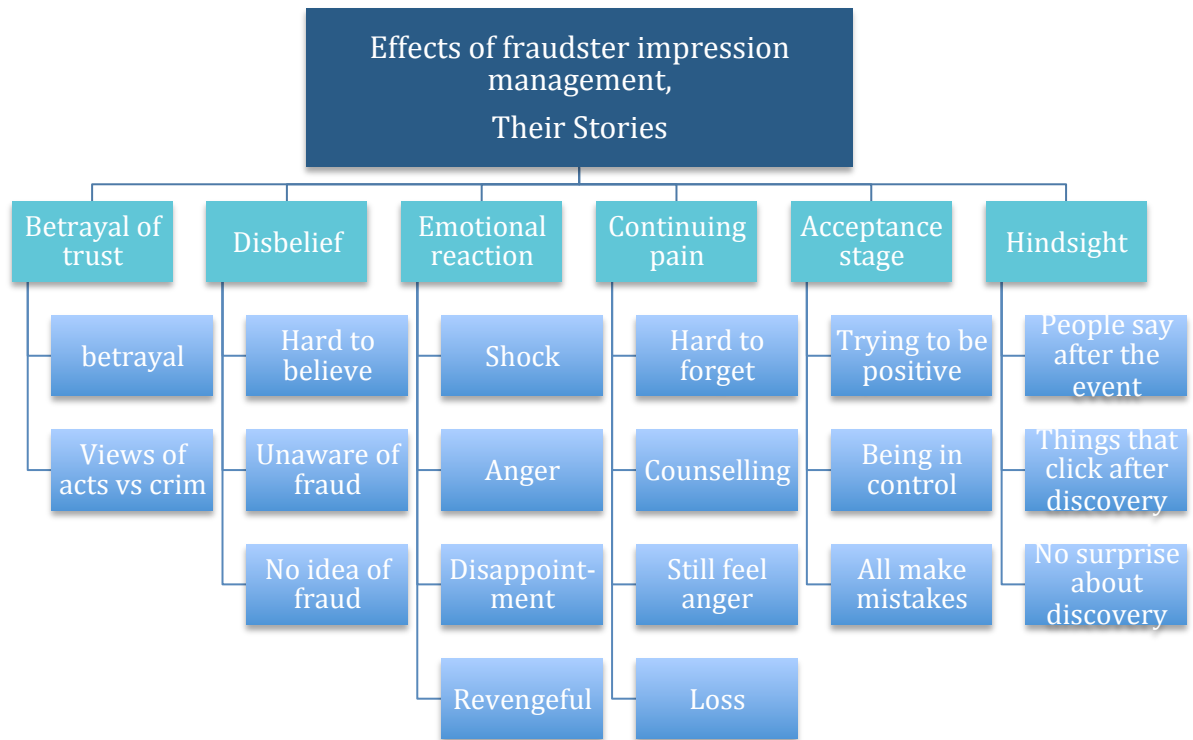 Effects of fraudster impression
management,
Their Stories
Betrayal of
trust
betrayal
Views of
acts vs crim
Disbelief
Hard to
believe
Unaware of
fraud
No idea of
fraud
Emotional
reaction
Shock
Anger
Disappoint-
ment
Revengeful
Continuing
pain
Hard to
forget
Counselling
Still feel
anger
Loss
Acceptance
stage
Trying to be
positive
Being in
control
All make
mistakes
Hindsight
People say
after the
event
Things that
click after
discovery
No surprise
about
discovery